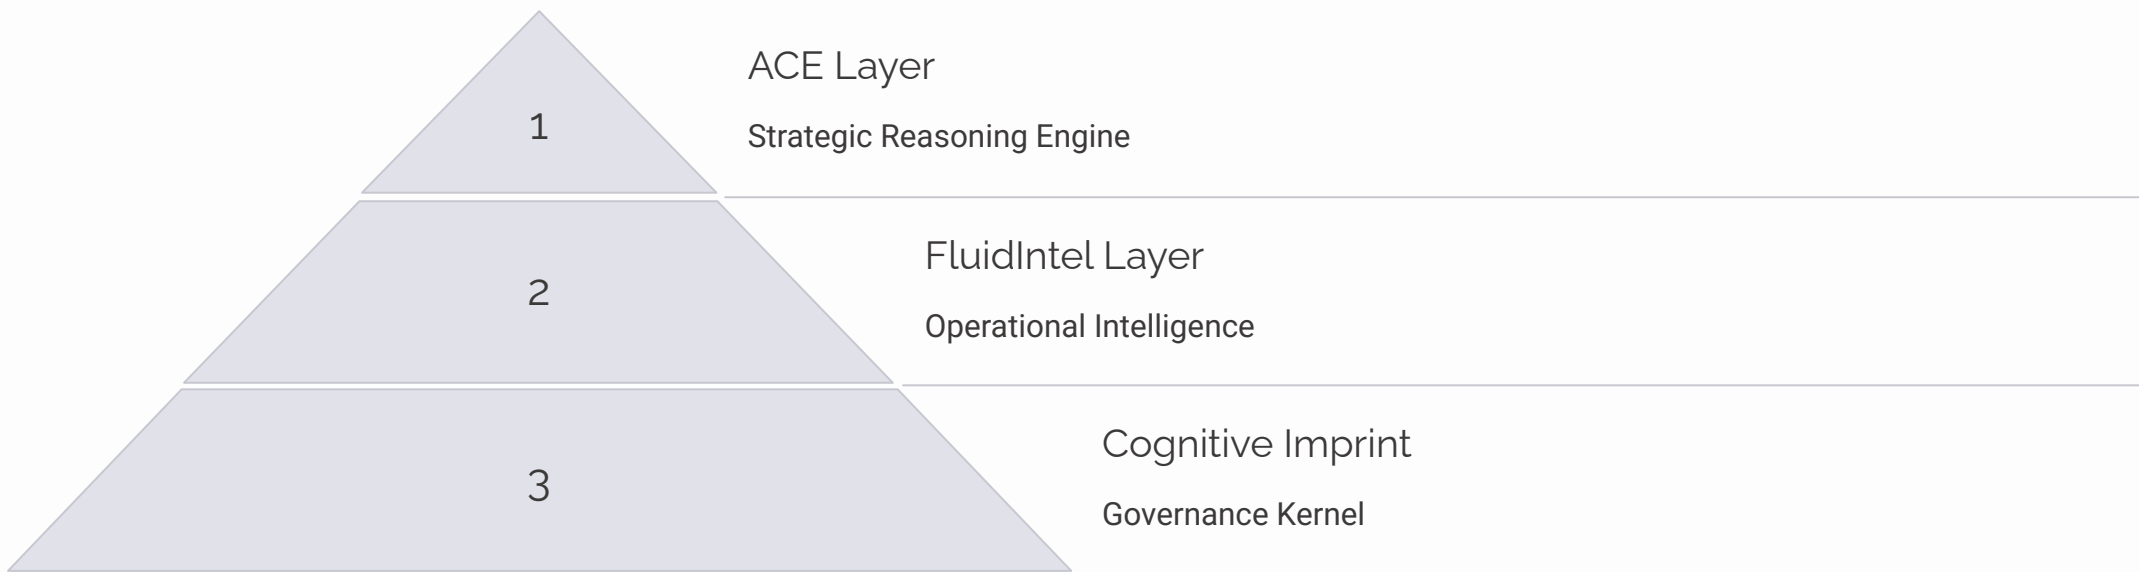 1
ACE Layer
Strategic Reasoning Engine
2
FluidIntel Layer
Operational Intelligence
3
Cognitive Imprint
Governance Kernel